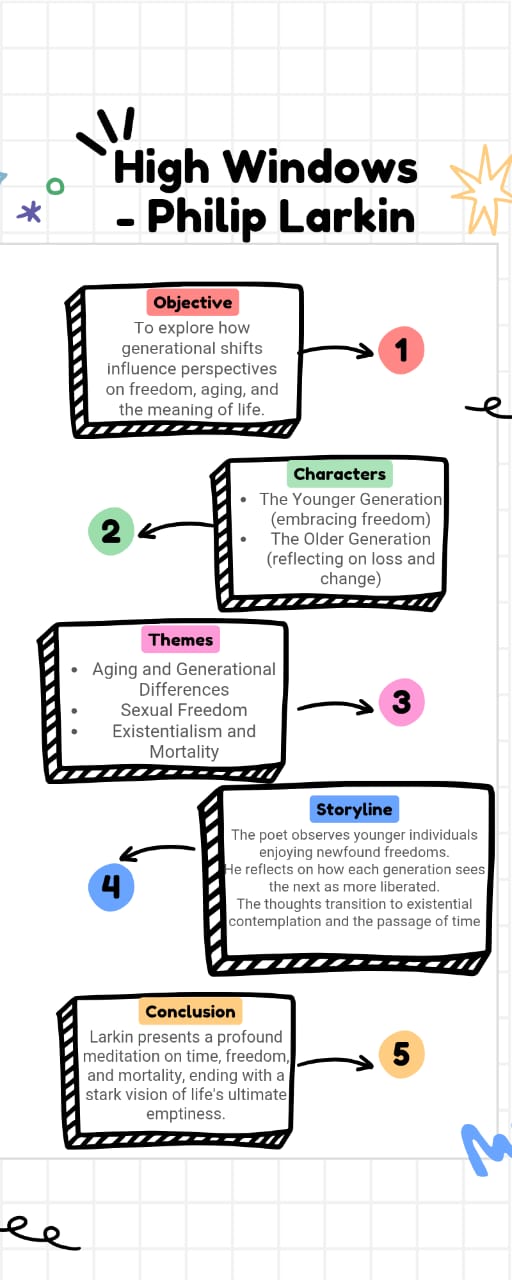 High Windows
- Philip Larkin
Objective
To explore how
generational shifts
influence perspectives
on freedom, aging, and
the meaning of life.
1
Characters
• The Younger Generation
(embracing freedom)
• The Older Generation
(reflecting on loss and
change)
2
Themes
• Aging and Generational
Differences
• Sexual Freedom
• Existentialism and
Mortality
3
Storyline
The poet observes younger individuals
enjoying newfound freedoms.
He reflects on how each generation sees
the next as more liberated.
The thoughts transition to existential
contemplation and the passage of time
4
Conclusion
Larkin presents a profound
meditation on time, freedom,
and mortality, ending with a
stark vision of life's ultimate
emptiness.
5